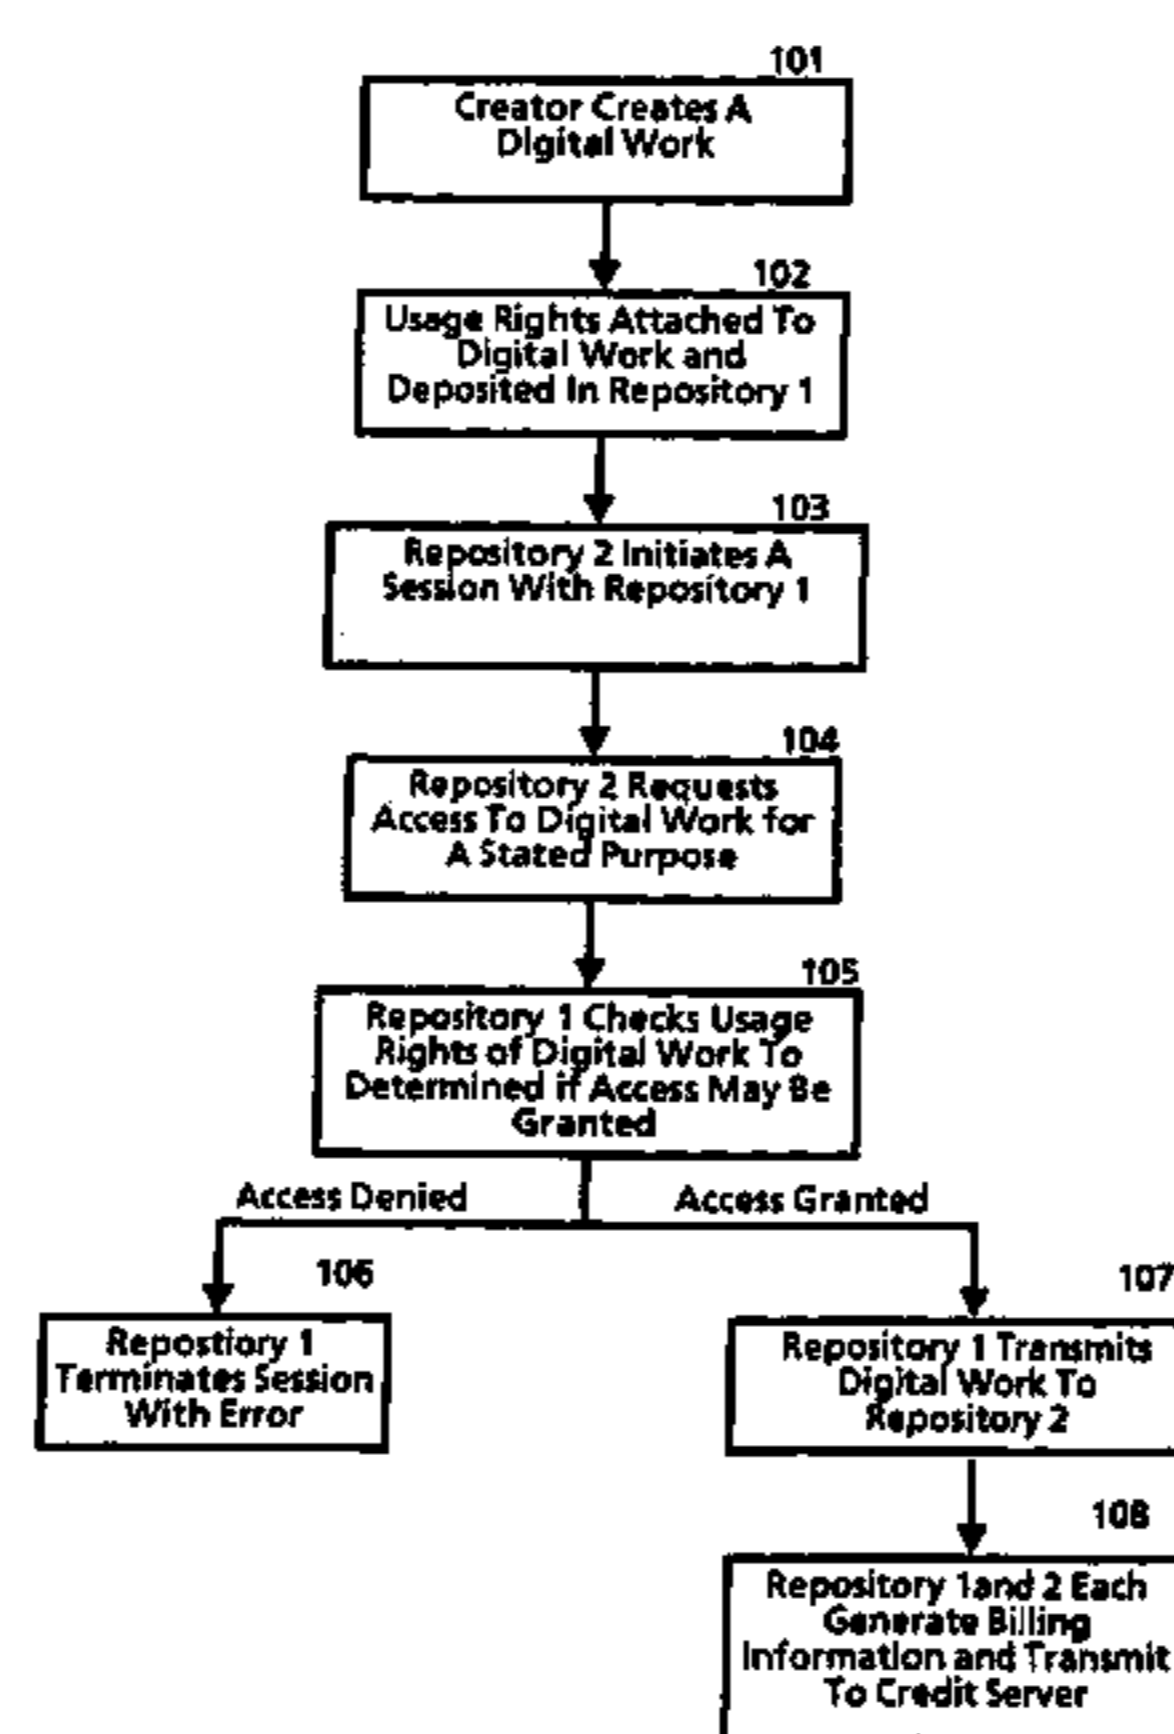 101
Creator Creates A
Digital Work
102
Usage Rights Attached To
Digital Work and
Deposited In Repository 1
103
Repository 2 Initiates A
Session With Repository 1
104
Repository 2 Requests
Access To Digital Work for
A Stated Purpose
105
Repository 1 Checks Usage
Rights of Digital Work To
Determined if Access May Be
Granted
Access Denied
Access Granted
106
107
Repostiory 1
Terminates Session
With Error
Repository 1 Transmits
Digital Work To
Repository 2
108
Repository 1and 2 Each
Generate Billing
Information and Transmit
To Credit Server